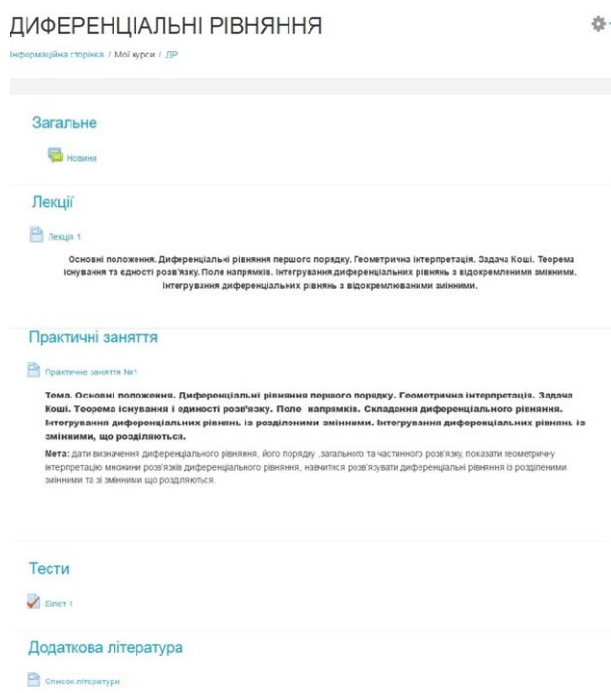 ДИФЕРЕНЦІАЛЬНІ РІВНЯННЯ
Інформаційна сторінка / Мої курси / ДР
Загальне
Новини
Лекції
Лекція 1
Основні положення. Диференціальні рівняння першого порядку. Геометрична інтерпретація. Задача Коші. Теорема
існування та єдності розв'язку. Поле напрямків. Інтегрування диференціальних рівнянь з відокремленими змінними.
Інтегрування диференціальних рівнянь з відокремлюваними змінними.
Практичні заняття
Практичне заняття №1
Тема. Основні положення. Диференціальні рівняння першого порядку. Геометрична інтерпретація. Задача
Коші. Теорема існування і єдиності розв'язку. Поле напрямків. Складання диференціального рівняння.
Інтегрування диференціальних рівнянь із розділеними змінними. Інтегрування диференціальних рівнянь із
змінними, що розділяються.
Мета: дати визначення диференціального рівняння, його порядку ,загального та частинного розв'язку, показати геометричну
інтерпретацію множини розв'язків диференціального рівняння, навчитися розв'язувати диференціальні рівняння із розділеними
змінними та зі змінними що розділяються.
Тести
Білет 1
Додаткова література
Список літератури